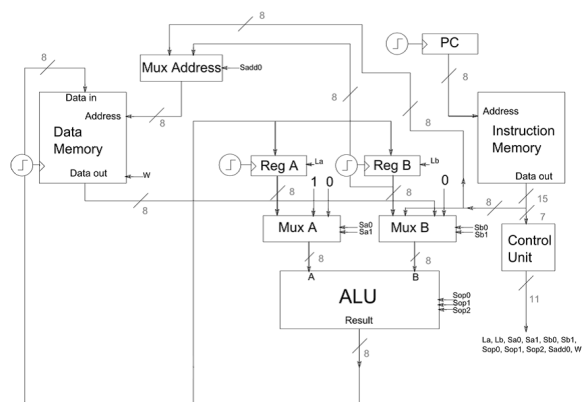 8
8
8
PC
Mux Address
Sadd0
8
Data in
Address
8
8
8
Address
Data
Memory
Instruction
Memory
Data out
W
Reg A
La
Reg B
Lb
Data out
8
8
1
0
8
0
8
15
7
Mux A
Sa0
Sa1
Mux B
Sb0
Sb1
Control
Unit
8
8
A
B
11
ALU
Sop0
Sop1
Sop2
Result
8
La, Lb, Sa0, Sa1, Sb0, Sb1,
Sop0, Sop1, Sop2, Sadd0, W